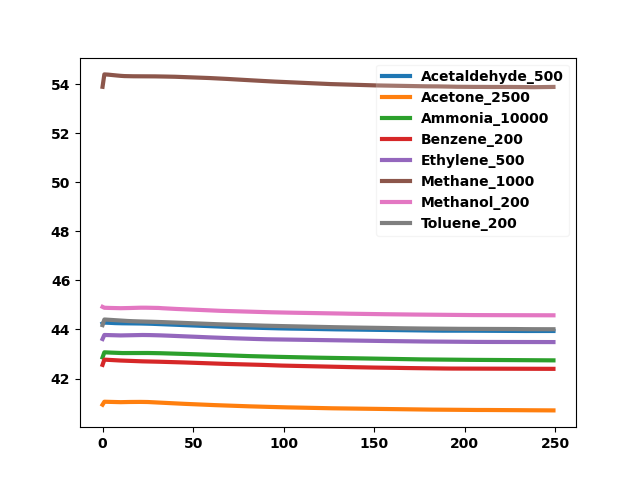 54
52
50
48
46
44
42
Acetaldehyde_500
Acetone_2500
Ammonia_10000
Benzene_200
Ethylene_500
Methane_1000
Methanol_200
Toluene_200
0 50 100 150 200 250